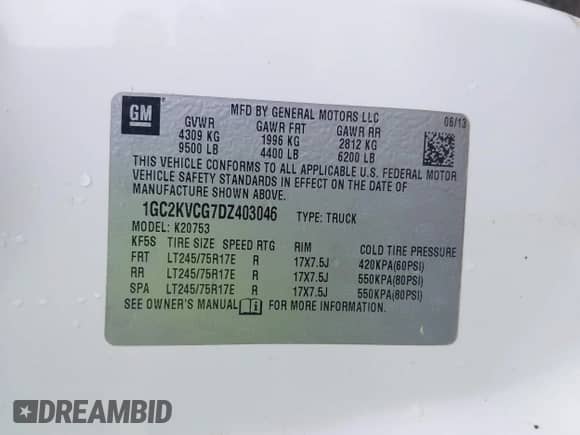 GM
MFD BY GENERAL MOTORS LLC 06/13
GVWR GAWR FRT GAWR RR
4309 KG 1996 KG 2812 KG
9500 LB 4400 LB 6200 LB
THIS VEHICLE CONFORMS TO ALL APPLICABLE U.S. FEDERAL MOTOR
VEHICLE SAFETY STANDARDS IN EFFECT ON THE DATE OF
MANUFACTURE SHOWN ABOVE.
1GC2KVCG7DZ403046 TYPE: TRUCK
MODEL: K20753
KF5S TIRE SIZE SPEED RTG RIM COLD TIRE PRESSURE
FRT LT245/75R17E R 17X7.5J 420KPA(60PSI)
RR LT245/75R17E R 17X7.5J 550KPA(80PSI)
SPA LT245/75R17E R 17X7.5J 550KPA(80PSI)
SEE OWNER'S MANUAL FOR MORE INFORMATION.
DREAMBID